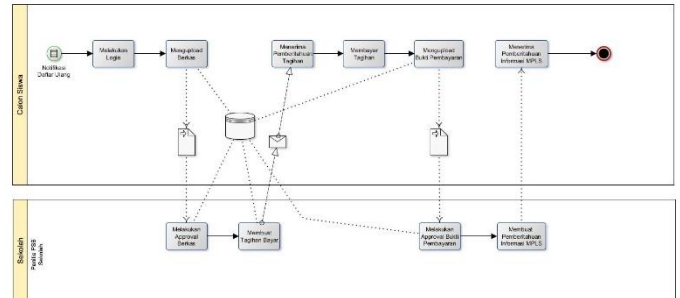 Calon Siswa
Notifikasi
Daftar Ulang
Melakukan
Login
Mengupload
Berkas
Menerima
Pemberitahuan
Tagihan
Membayar
Tagihan
Mengupload
Bukti Pembayaran
Menerima
Pemberitahuan
Informasi MPLS
Sekolah
Panitia PSB
Sekolah
Melakukan
Approval
Berkas
Membuat
Tagihan Bayar
Melakukan
Approval Bukti
Pembayaran
Membuat
Pemberitahuan
Informasi MPLS